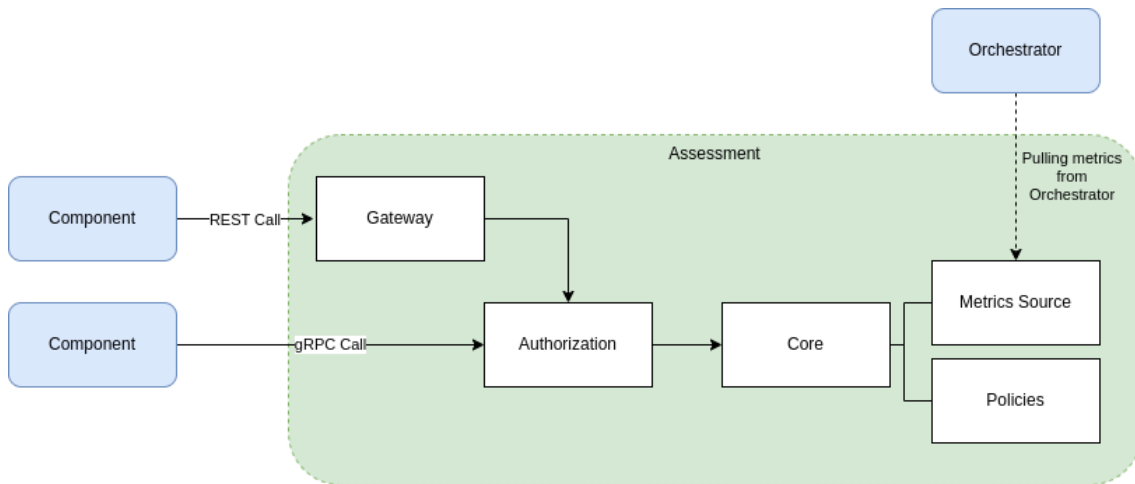 Orchestrator
Assessment
Pulling metrics
from
Orchestrator
Component
REST Call
Gateway
Metrics Source
Component
gRPC Call
Authorization
Core
Policies